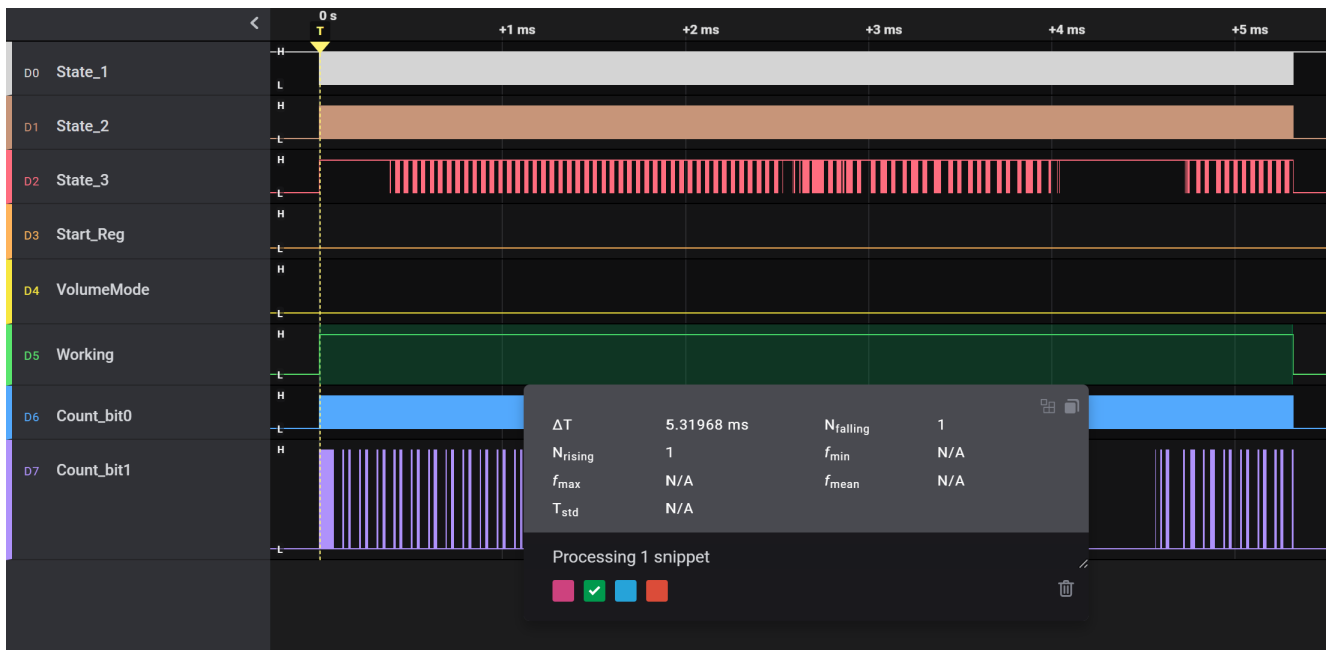 0 s
T
+1 ms +2 ms +3 ms +4 ms +5 ms
D0 State_1 H L
D1 State_2 H L
D2 State_3 H L
D3 Start_Reg H L
D4 VolumeMode H L
D5 Working H L
D6 Count_bit0 H L
D7 Count_bit1 H L
ΔT 5.31968 ms Nfalling 1
Nrising 1 fmin N/A
fmax N/A fmean N/A
Tstd N/A
Processing 1 snippet